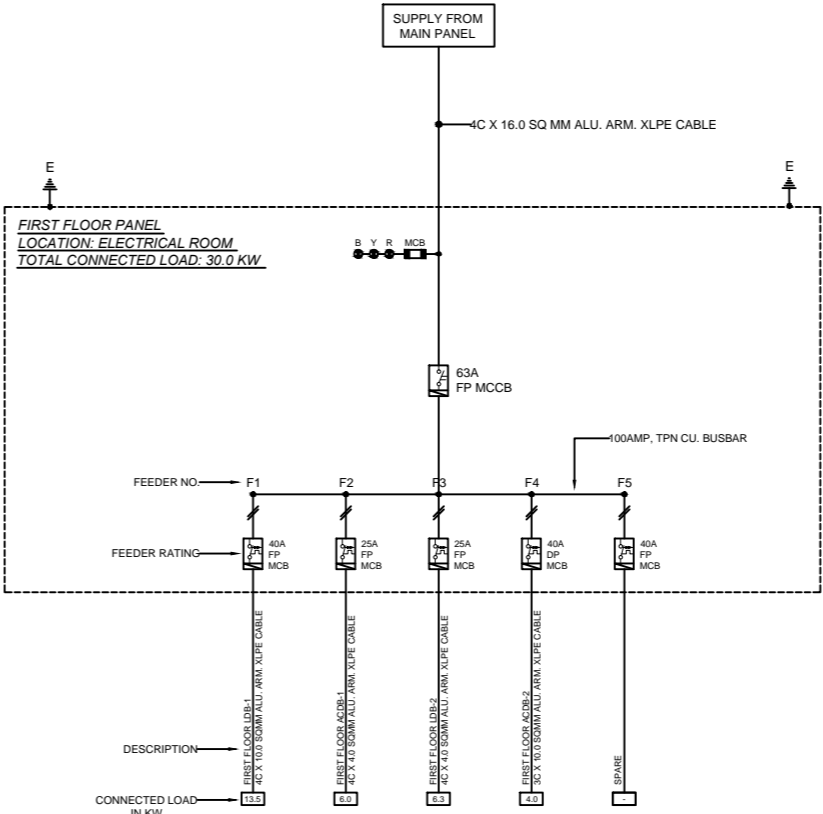 SUPPLY FROM
MAIN PANEL
4C X 16.0 SQ MM ALU. ARM. XLPE CABLE
E
E
FIRST FLOOR PANEL
LOCATION: ELECTRICAL ROOM
TOTAL CONNECTED LOAD: 30.0 KW
B Y R MCB
63A
FP MCCB
100AMP, TPN CU. BUSBAR
FEEDER NO. F1 F2 F3 F4 F5
FEEDER RATING
40A
FP
MCB
25A
FP
MCB
25A
FP
MCB
40A
DP
MCB
40A
FP
MCB
DESCRIPTION
FIRST FLOOR LDB-1
4C X 10.0 SQMM ALU. ARM. XLPE CABLE
FIRST FLOOR ACDB-1
4C X 4.0 SQMM ALU. ARM. XLPE CABLE
FIRST FLOOR LDB-2
4C X 4.0 SQMM ALU. ARM. XLPE CABLE
FIRST FLOOR ACDB-2
3C X 10.0 SQMM ALU. ARM. XLPE CABLE
SPARE
CONNECTED LOAD
IN KW
13.5 6.0 6.3 4.0 -